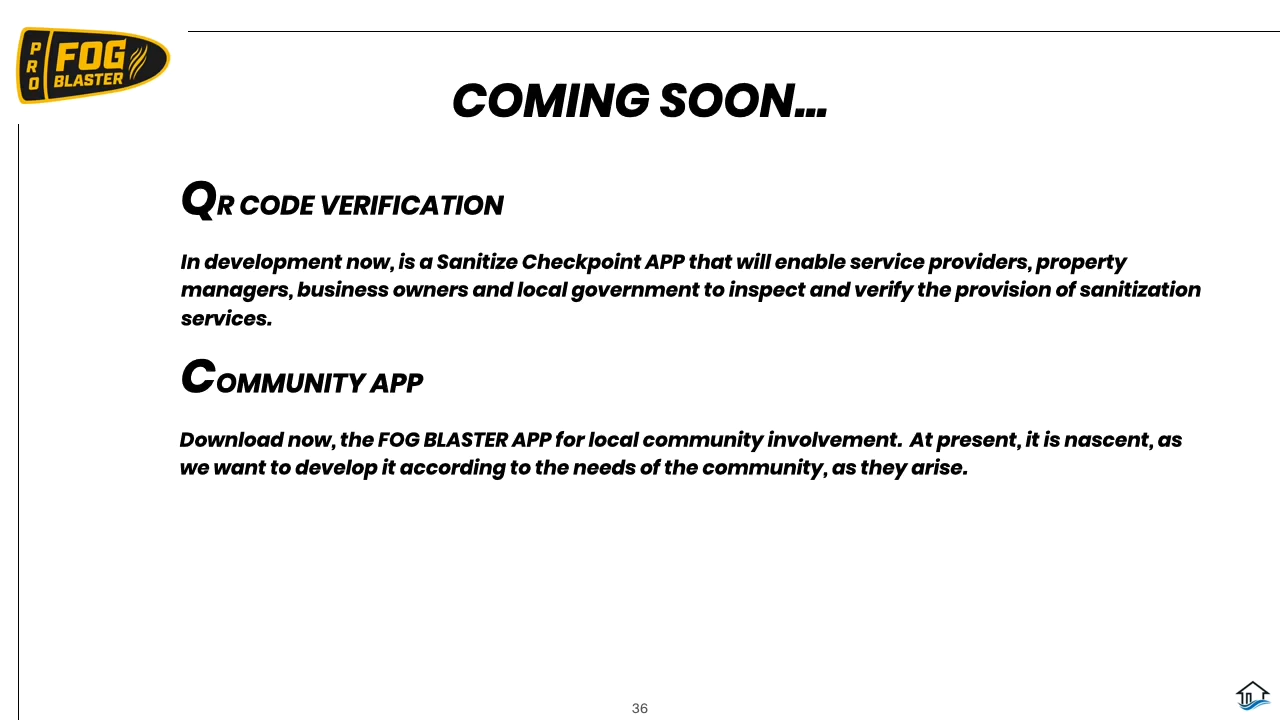 PRO
FOG
BLASTER
COMING SOON...
QR CODE VERIFICATION
In development now, is a Sanitize Checkpoint APP that will enable service providers, property
managers, business owners and local government to inspect and verify the provision of sanitization
services.
COMMUNITY APP
Download now, the FOG BLASTER APP for local community involvement.  At present, it is nascent, as
we want to develop it according to the needs of the community, as they arise.
36